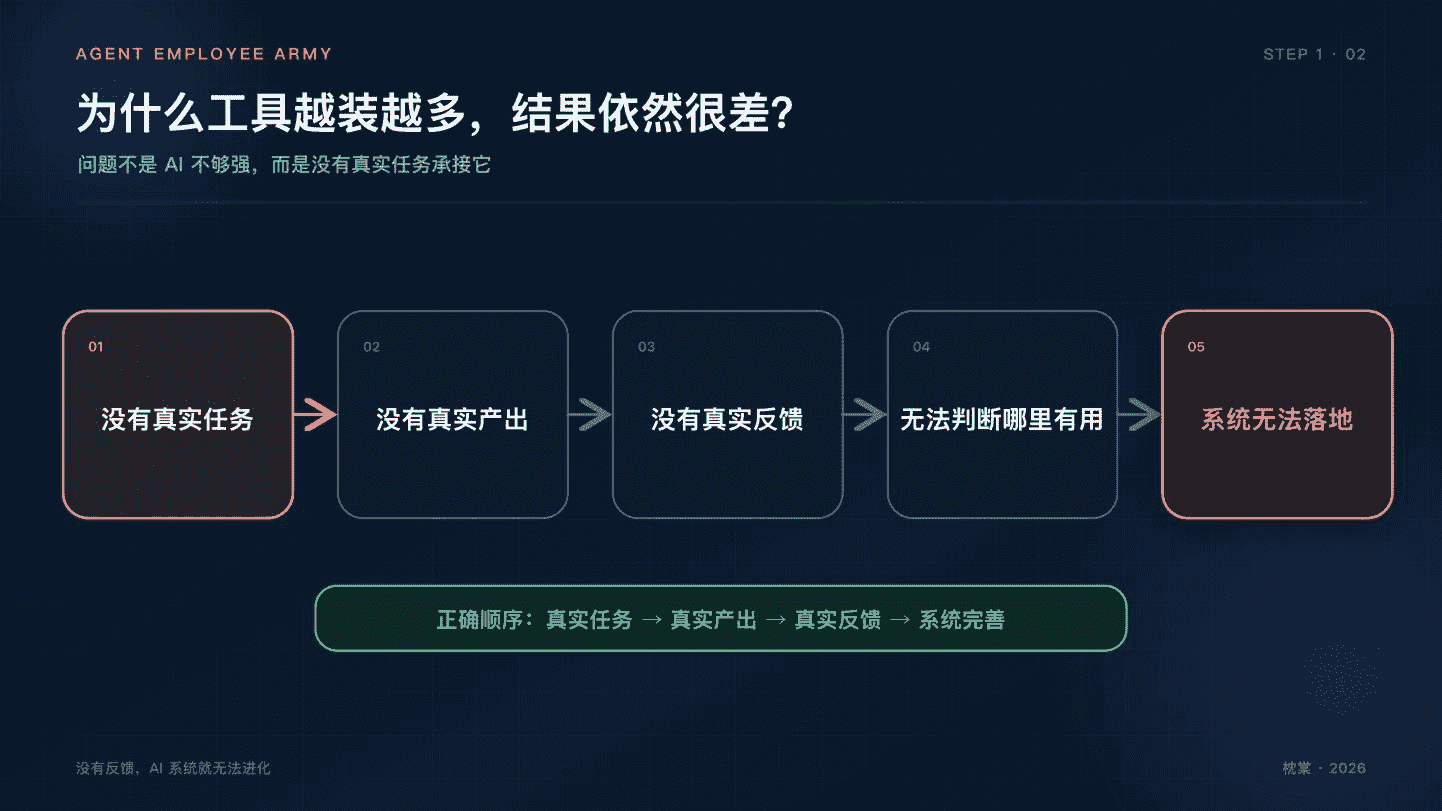 AGENT EMPLOYEE ARMY
STEP 1 · 02
为什么工具越装越多，结果依然很差？
问题不是 AI 不够强，而是没有真实任务承接它
01
没有真实任务
02
没有真实产出
03
没有真实反馈
04
无法判断哪里有用
05
系统无法落地
正确顺序：真实任务 → 真实产出 → 真实反馈 → 系统完善
没有反馈，AI 系统就无法进化
枕棠 · 2026